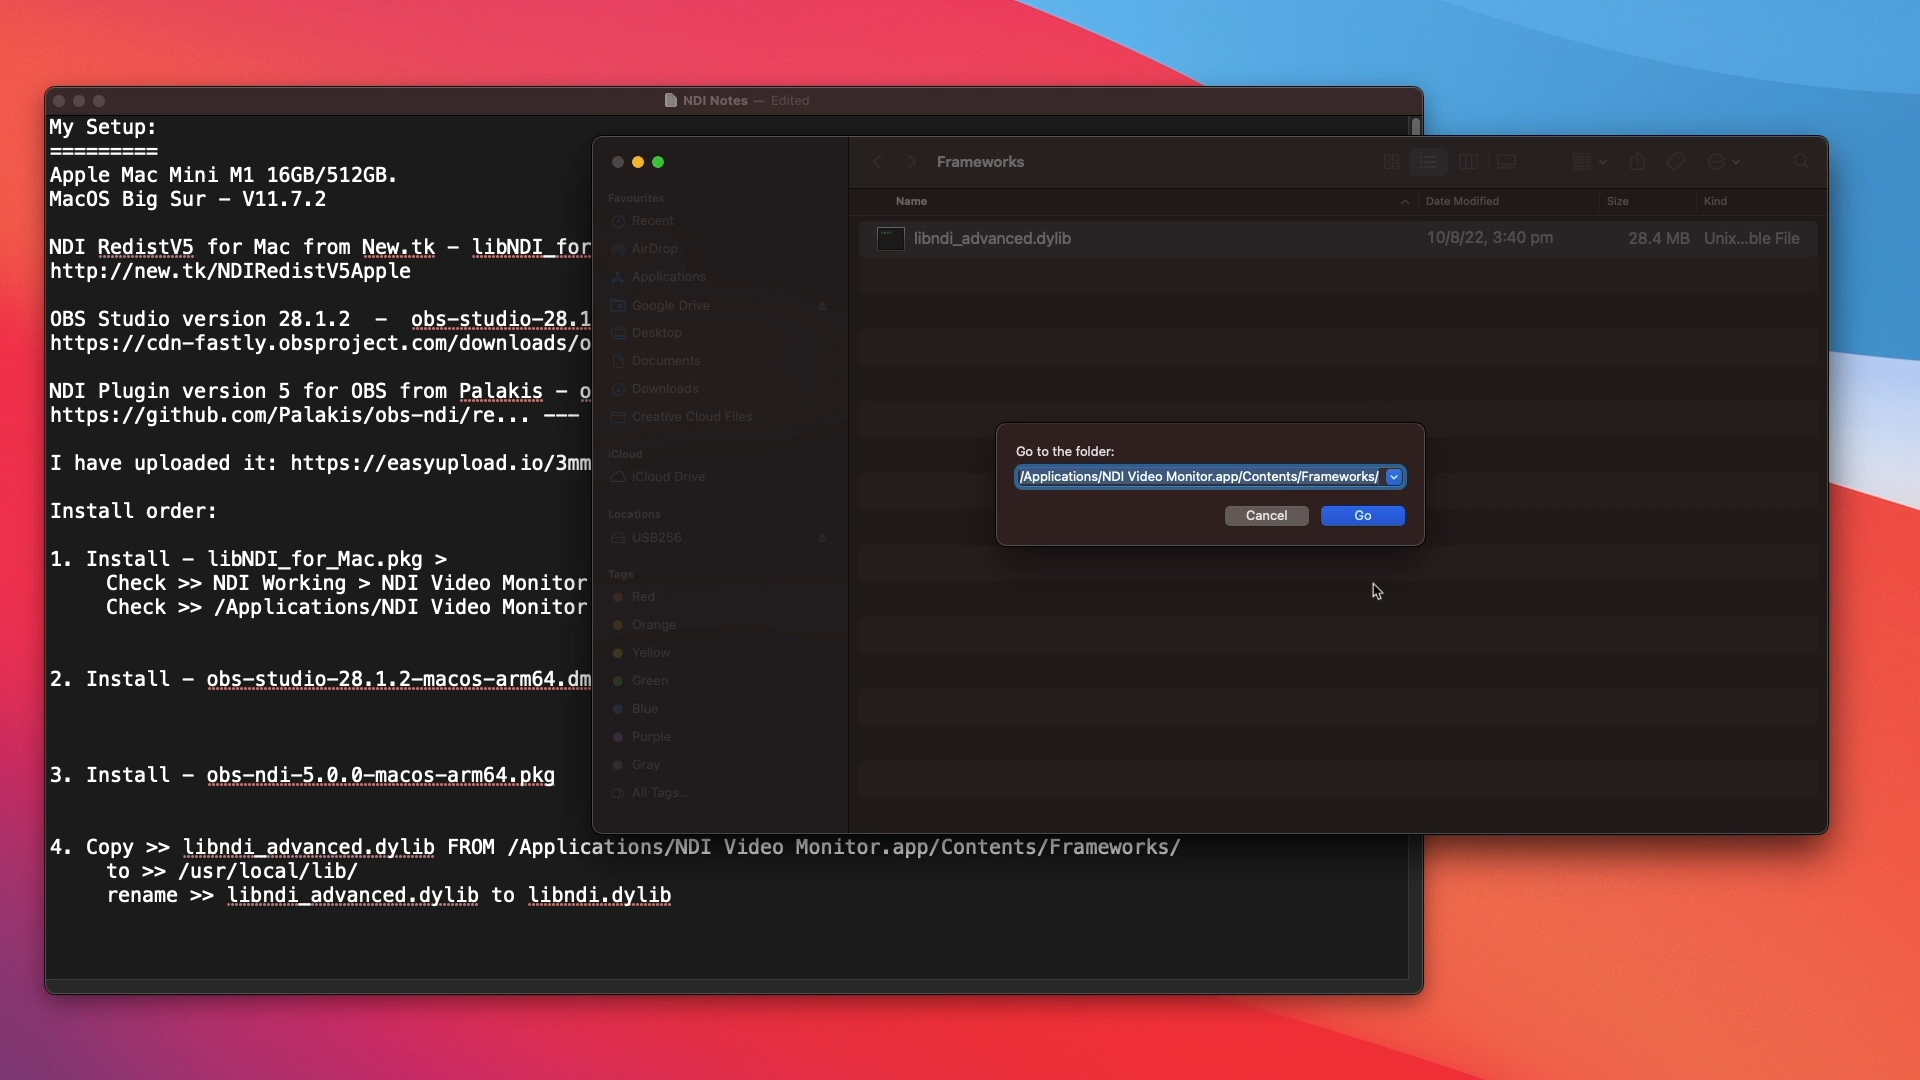 NDI Notes — Edited
My Setup:
=========
Apple Mac Mini M1 16GB/512GB.
MacOS Big Sur – V11.7.2
NDI RedistV5 for Mac from New.tk – libNDI_for
http://new.tk/NDIRedistV5Apple
OBS Studio version 28.1.2 – obs-studio-28.1
https://cdn-fastly.obsproject.com/downloads/o
NDI Plugin version 5 for OBS from Palakis – o
https://github.com/Palakis/obs-ndi/re... ---
I have uploaded it: https://easyupload.io/3mm
Install order:
1. Install – libNDI_for_Mac.pkg >
Check >> NDI Working > NDI Video Monitor
Check >> /Applications/NDI Video Monitor
2. Install – obs-studio-28.1.2-macos-arm64.dm
3. Install – obs-ndi-5.0.0-macos-arm64.pkg
4. Copy >> libndi_advanced.dylib FROM /Applications/NDI Video Monitor.app/Contents/Frameworks/
to >> /usr/local/lib/
rename >> libndi_advanced.dylib to libndi.dylib
Favourites
Recent
AirDrop
Applications
Google Drive
Desktop
Documents
Downloads
Creative Cloud Files
iCloud
iCloud Drive
Locations
USB256
Tags
Red
Orange
Yellow
Green
Blue
Purple
Gray
All Tags...
Frameworks
Name Date Modified Size Kind
libndi_advanced.dylib 10/8/22, 3:40 pm 28.4 MB Unix...ble File
Go to the folder:
/Applications/NDI Video Monitor.app/Contents/Frameworks/
Cancel Go